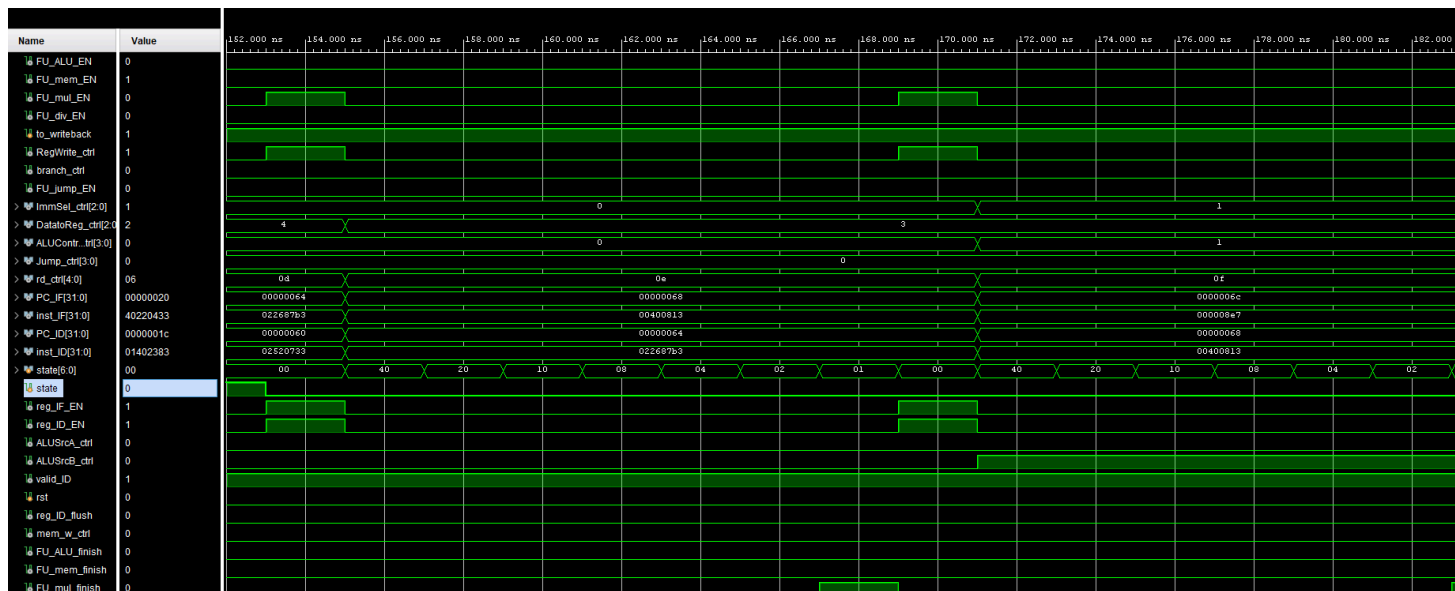 Name Value 152.000 ns 154.000 ns 156.000 ns 158.000 ns 160.000 ns 162.000 ns 164.000 ns 166.000 ns 168.000 ns 170.000 ns 172.000 ns 174.000 ns 176.000 ns 178.000 ns 180.000 ns 182.000
FU_ALU_EN 0
FU_mem_EN 1
FU_mul_EN 0
FU_div_EN 0
to_writeback 1
RegWrite_ctrl 1
branch_ctrl 0
FU_jump_EN 0
ImmSel_ctrl[2:0] 1 0 1
DatatoReg_ctrl[2:0 2 4 3
ALUContr...trl[3:0] 0 0 1
Jump_ctrl[3:0] 0 0
rd_ctrl[4:0] 06 0d 0e 0f
PC_IF[31:0] 00000020 00000064 00000068 0000006c
inst_IF[31:0] 40220433 022687b3 00400813 000008e7
PC_ID[31:0] 0000001c 00000060 00000064 00000068
inst_ID[31:0] 01402383 02520733 022687b3 00400813
state[6:0] 00 00 40 20 10 08 04 02 01 00 40 20 10 08 04 02
state 0
reg_IF_EN 1
reg_ID_EN 1
ALUSrcA_ctrl 0
ALUSrcB_ctrl 0
valid_ID 1
rst 0
reg_ID_flush 0
mem_w_ctrl 0
FU_ALU_finish 0
FU_mem_finish 0
FU_mul_finish 0